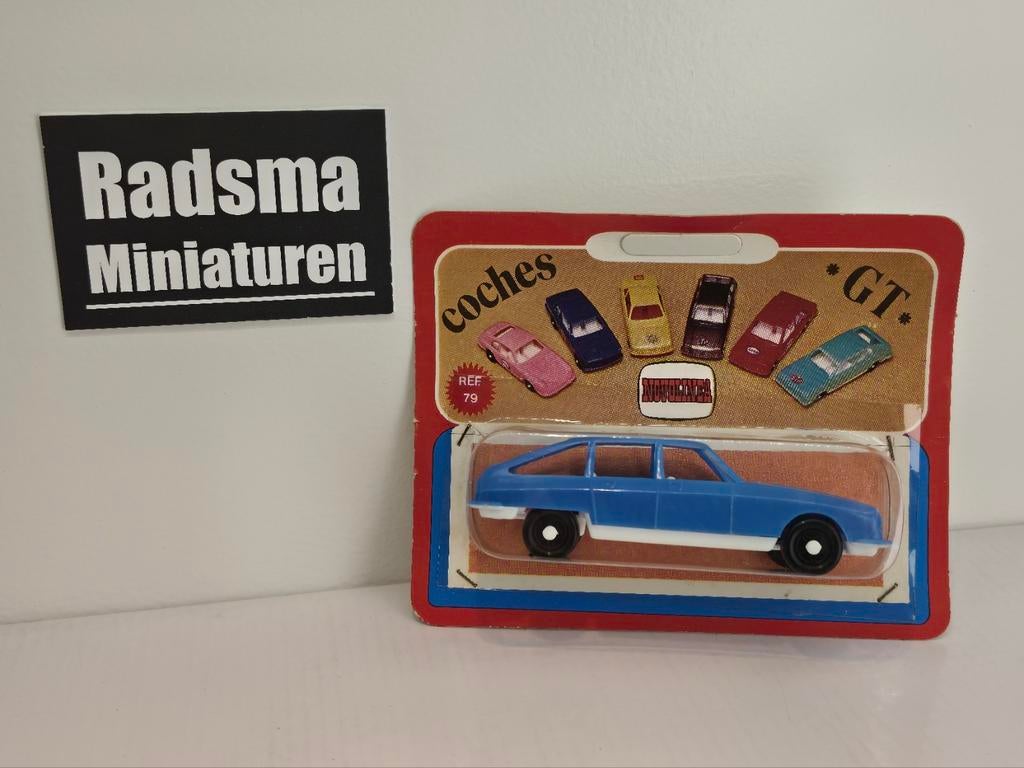 Radsma
Miniaturen
coches *GT*
REF.
79
NOVOLINEA